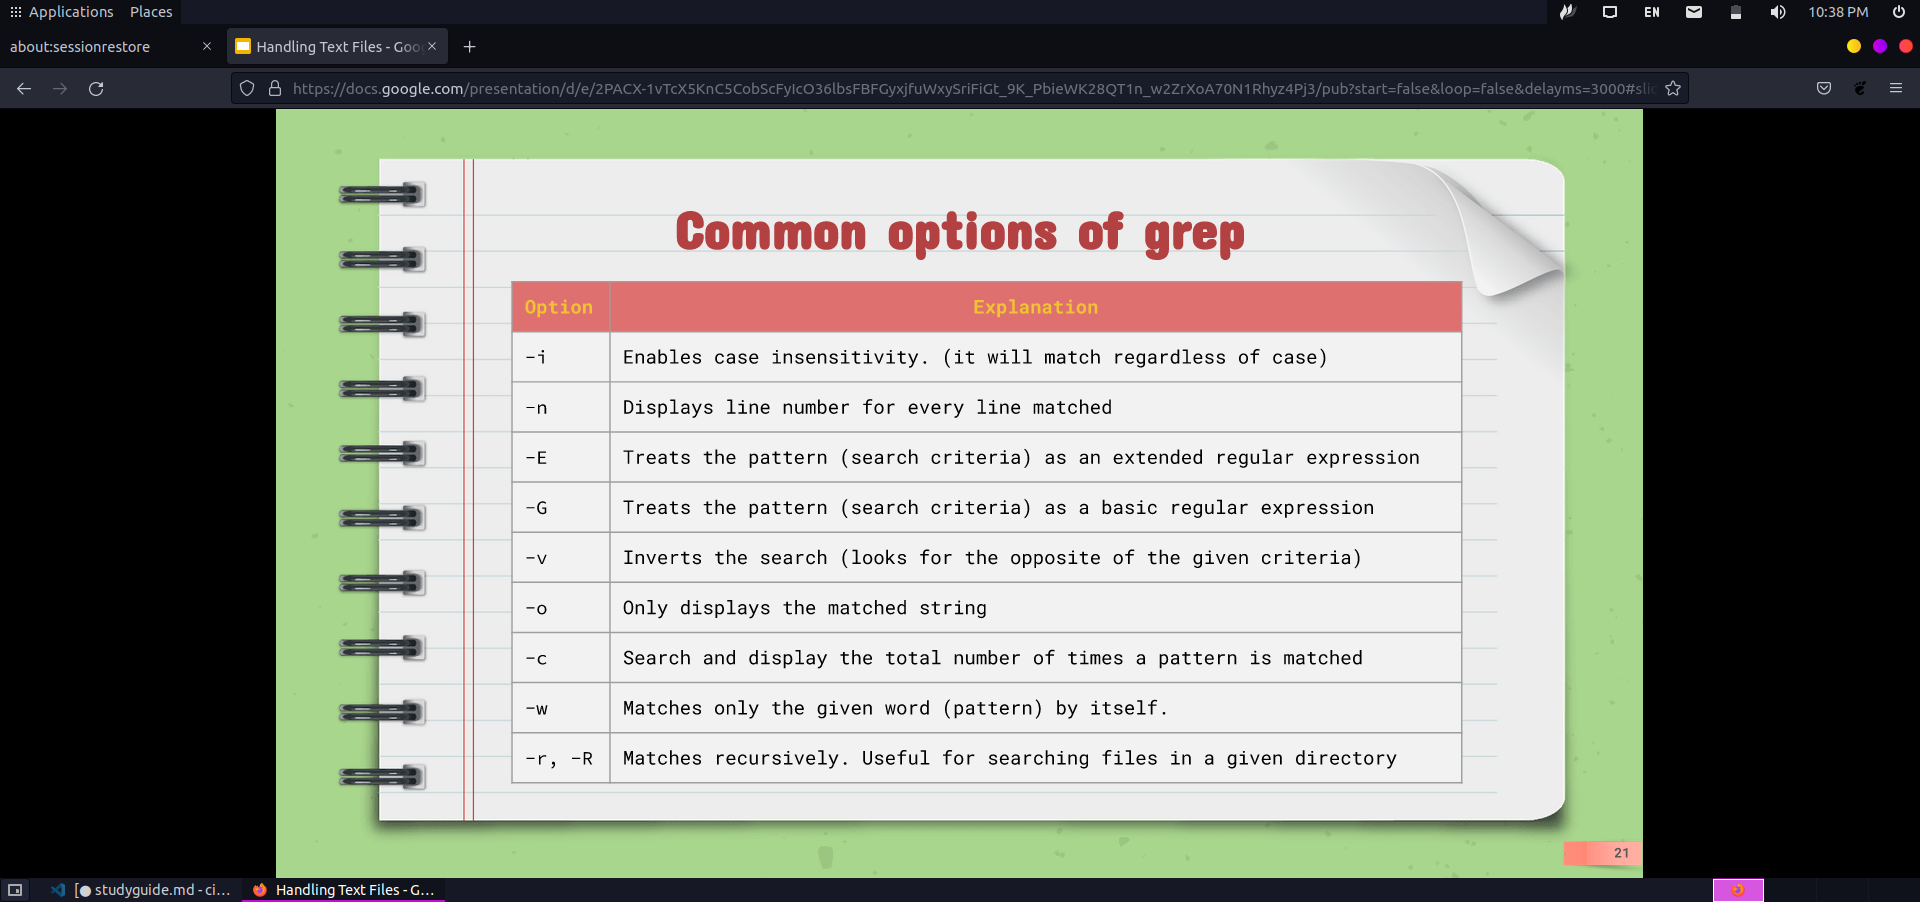 Applications Places EN 10:38 PM
about:sessionrestore Handling Text Files - Goo
https://docs.google.com/presentation/d/e/2PACX-1vTcX5KnC5CobScFyIcO36lbsFBFGyxjfuWxySriFiGt_9K_PbieWK28QT1n_w2ZrXoA70N1Rhyz4Pj3/pub?start=false&loop=false&delayms=3000#sli
Common options of grep
Option Explanation
-i Enables case insensitivity. (it will match regardless of case)
-n Displays line number for every line matched
-E Treats the pattern (search criteria) as an extended regular expression
-G Treats the pattern (search criteria) as a basic regular expression
-v Inverts the search (looks for the opposite of the given criteria)
-o Only displays the matched string
-c Search and display the total number of times a pattern is matched
-w Matches only the given word (pattern) by itself.
-r, -R Matches recursively. Useful for searching files in a given directory
21
[● studyguide.md - ci... Handling Text Files - G...